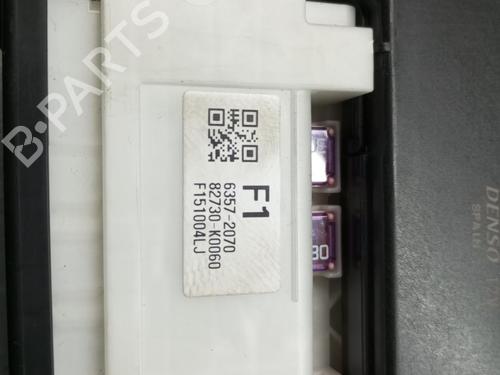 F1
6357-2070
82730-K0060
F151004LJ
DENSO
SPAIN
80
B-PARTS